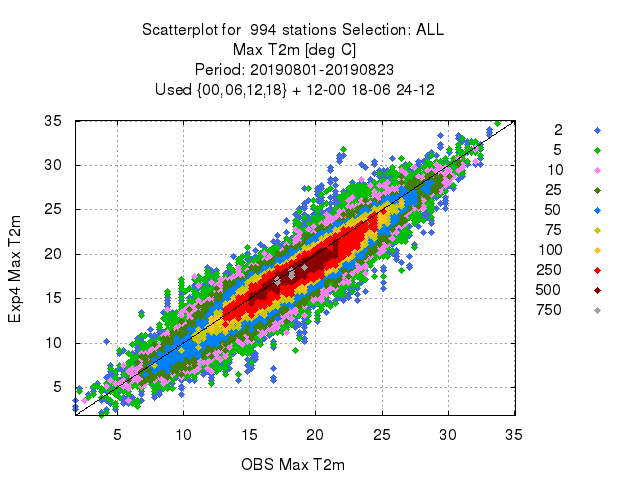 Scatterplot for 994 stations Selection: ALL
Max T2m [deg C]
Period: 20190801-20190823
Used {00,06,12,18} + 12-00 18-06 24-12
35
30
25
20
15
10
5
Exp4 Max T2m
5 10 15 20 25 30 35
OBS Max T2m
2
5
10
25
50
75
100
250
500
750